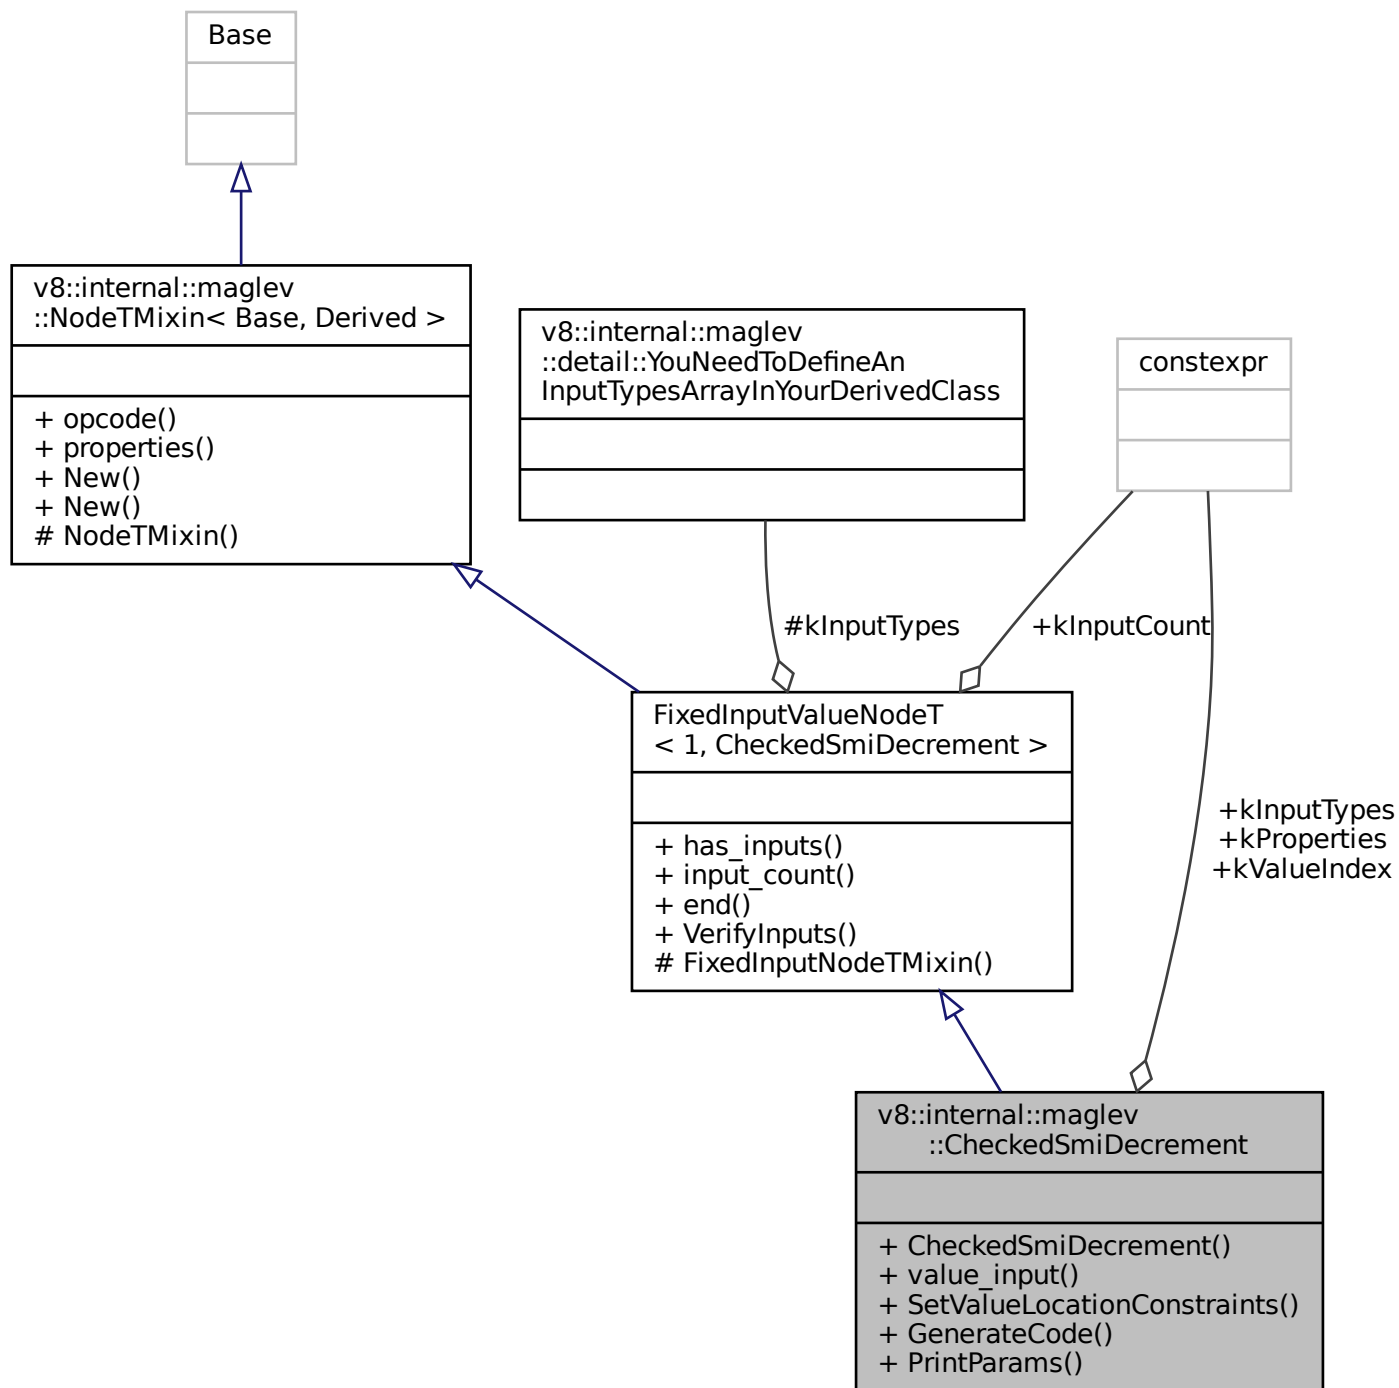 Base
v8::internal::maglev
::NodeTMixin< Base, Derived >
+ opcode()
+ properties()
+ New()
+ New()
# NodeTMixin()
v8::internal::maglev
::detail::YouNeedToDefineAn
InputTypesArrayInYourDerivedClass
constexpr
#kInputTypes
+kInputCount
FixedInputValueNodeT
< 1, CheckedSmiDecrement >
+ has_inputs()
+ input_count()
+ end()
+ VerifyInputs()
# FixedInputNodeTMixin()
+kInputTypes
+kProperties
+kValueIndex
v8::internal::maglev
::CheckedSmiDecrement
+ CheckedSmiDecrement()
+ value_input()
+ SetValueLocationConstraints()
+ GenerateCode()
+ PrintParams()